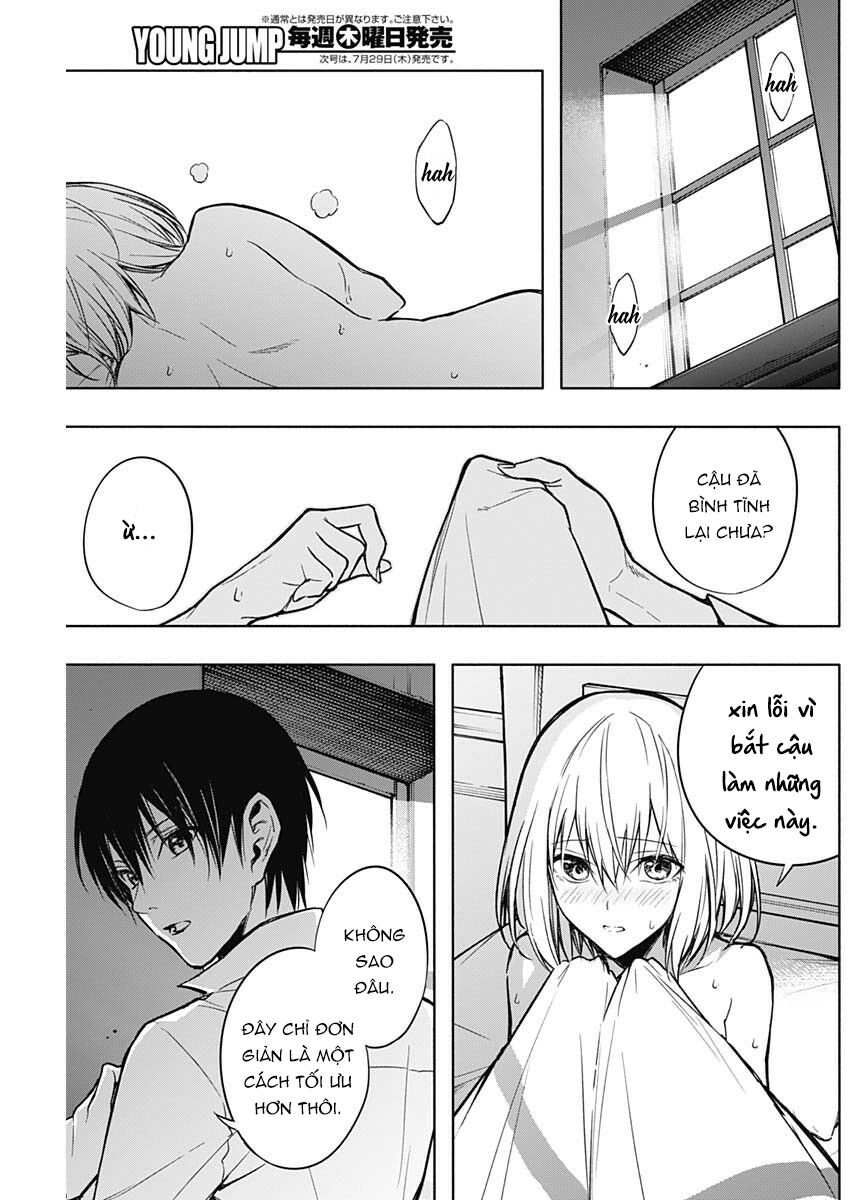 ※通常とは発売日が異なります。ご注意下さい。
YOUNG JUMP 毎週木曜日発売
次号は、7月29日(木)発売です。
hah
hah
hah
CẬU ĐÃ
BÌNH TĨNH
LẠI CHƯA?
ừ...
xin lỗi vì
bắt cậu
làm những
việc này.
KHÔNG
SAO
ĐÂU.
ĐÂY CHỈ ĐƠN
GIẢN LÀ MỘT
CÁCH TỐI ƯU
HƠN THÔI.